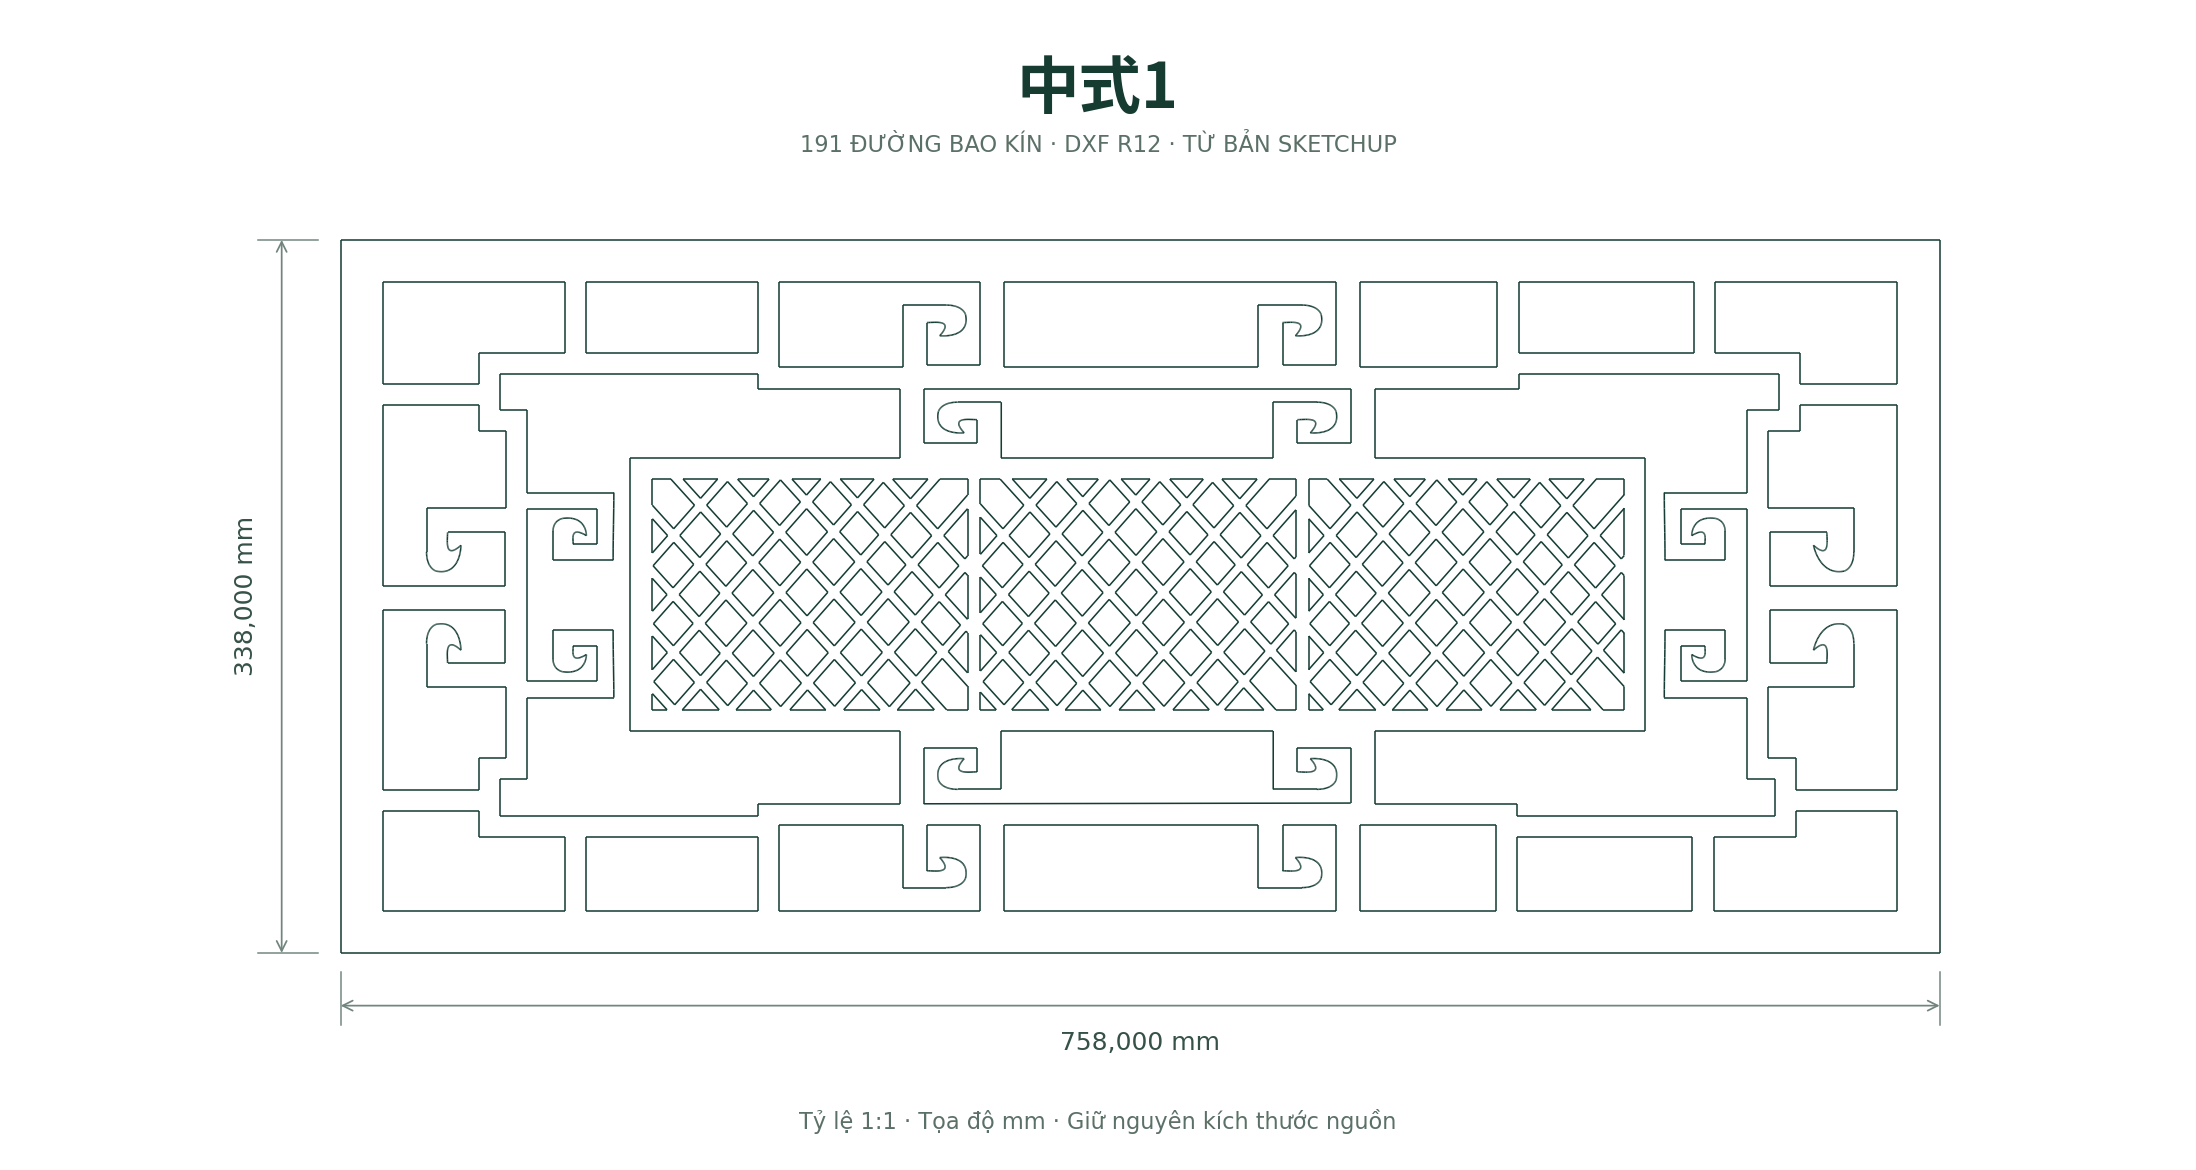 中式1
191 ĐƯỜNG BAO KÍN · DXF R12 · TỪ BẢN SKETCHUP
338,000 mm
758,000 mm
Tỷ lệ 1:1 · Tọa độ mm · Giữ nguyên kích thước nguồn